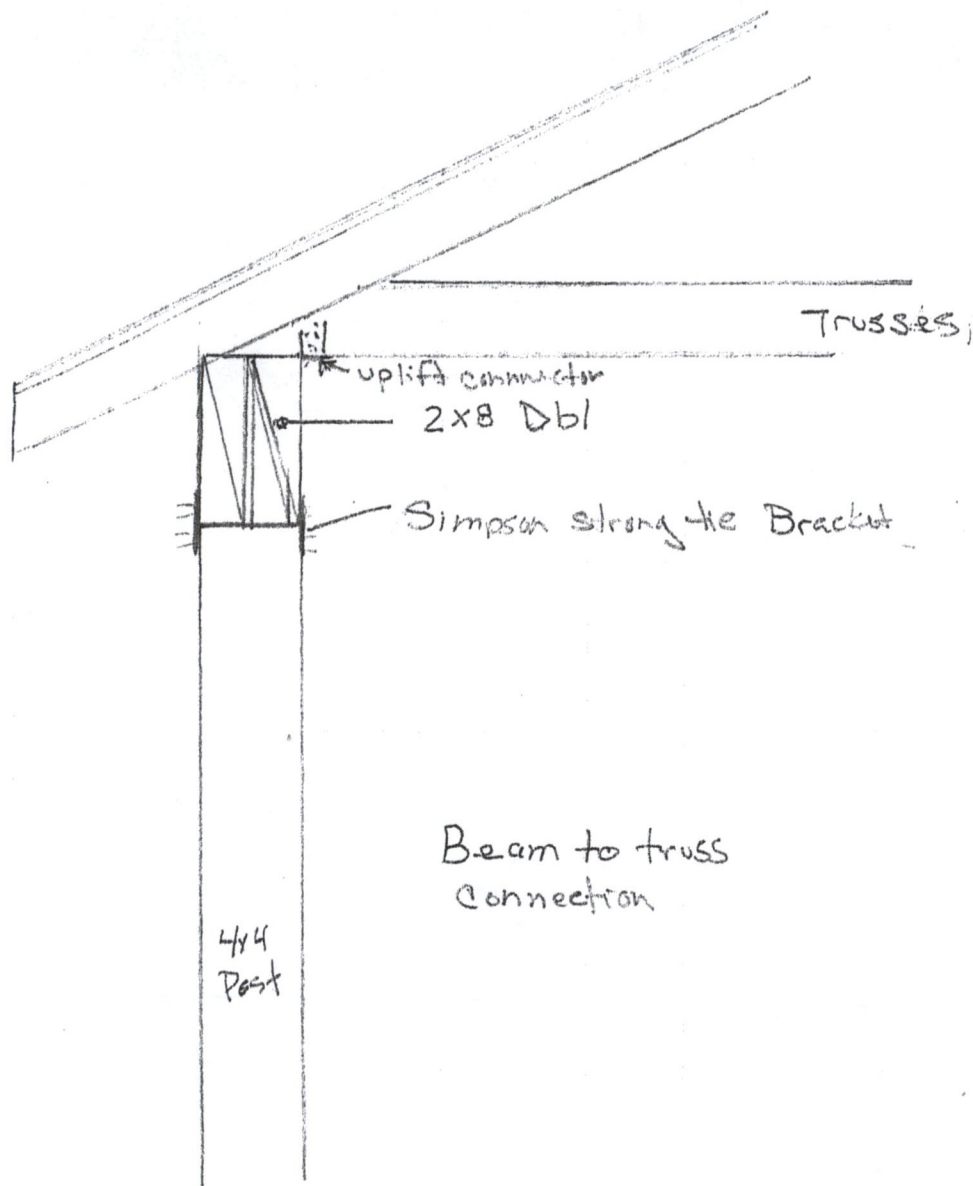 Trusses,
uplift connector
2x8 Dbl
Simpson strong tie Bracket
Beam to truss
Connection
4x4
Post